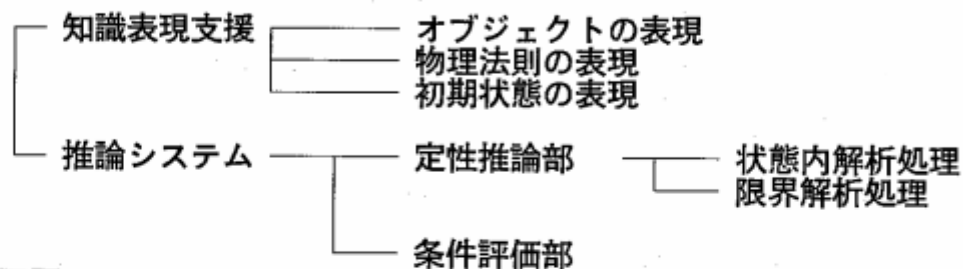 知識表現支援
オブジェクトの表現
物理法則の表現
初期状態の表現
推論システム
定性推論部
状態内解析処理
限界解析処理
条件評価部